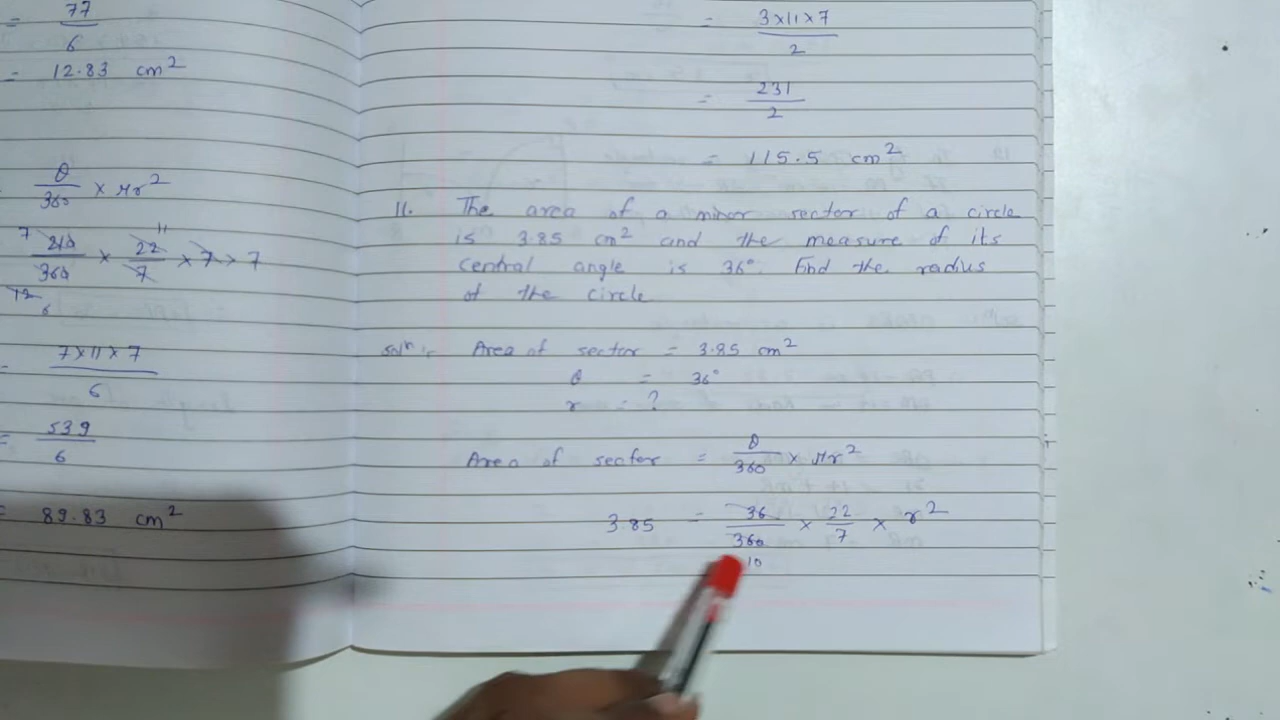 = 77
6
= 12.83 cm²
θ/360 × πr²
7 210/360 × 22/7 × 7 × 7
11
12
6
= 7×11×7
6
= 539
6
= 89.83 cm²
= 3×11×7
2
= 231
2
= 115.5 cm²
11. The area of a minor sector of a circle
is 3.85 cm² and the measure of its
central angle is 36°. Find the radius
of the circle
Solⁿ :- Area of sector = 3.85 cm²
θ = 36°
r = ?
Area of sector = θ/360 × πr²
3.85 = 36/360 × 22/7 × r²
10